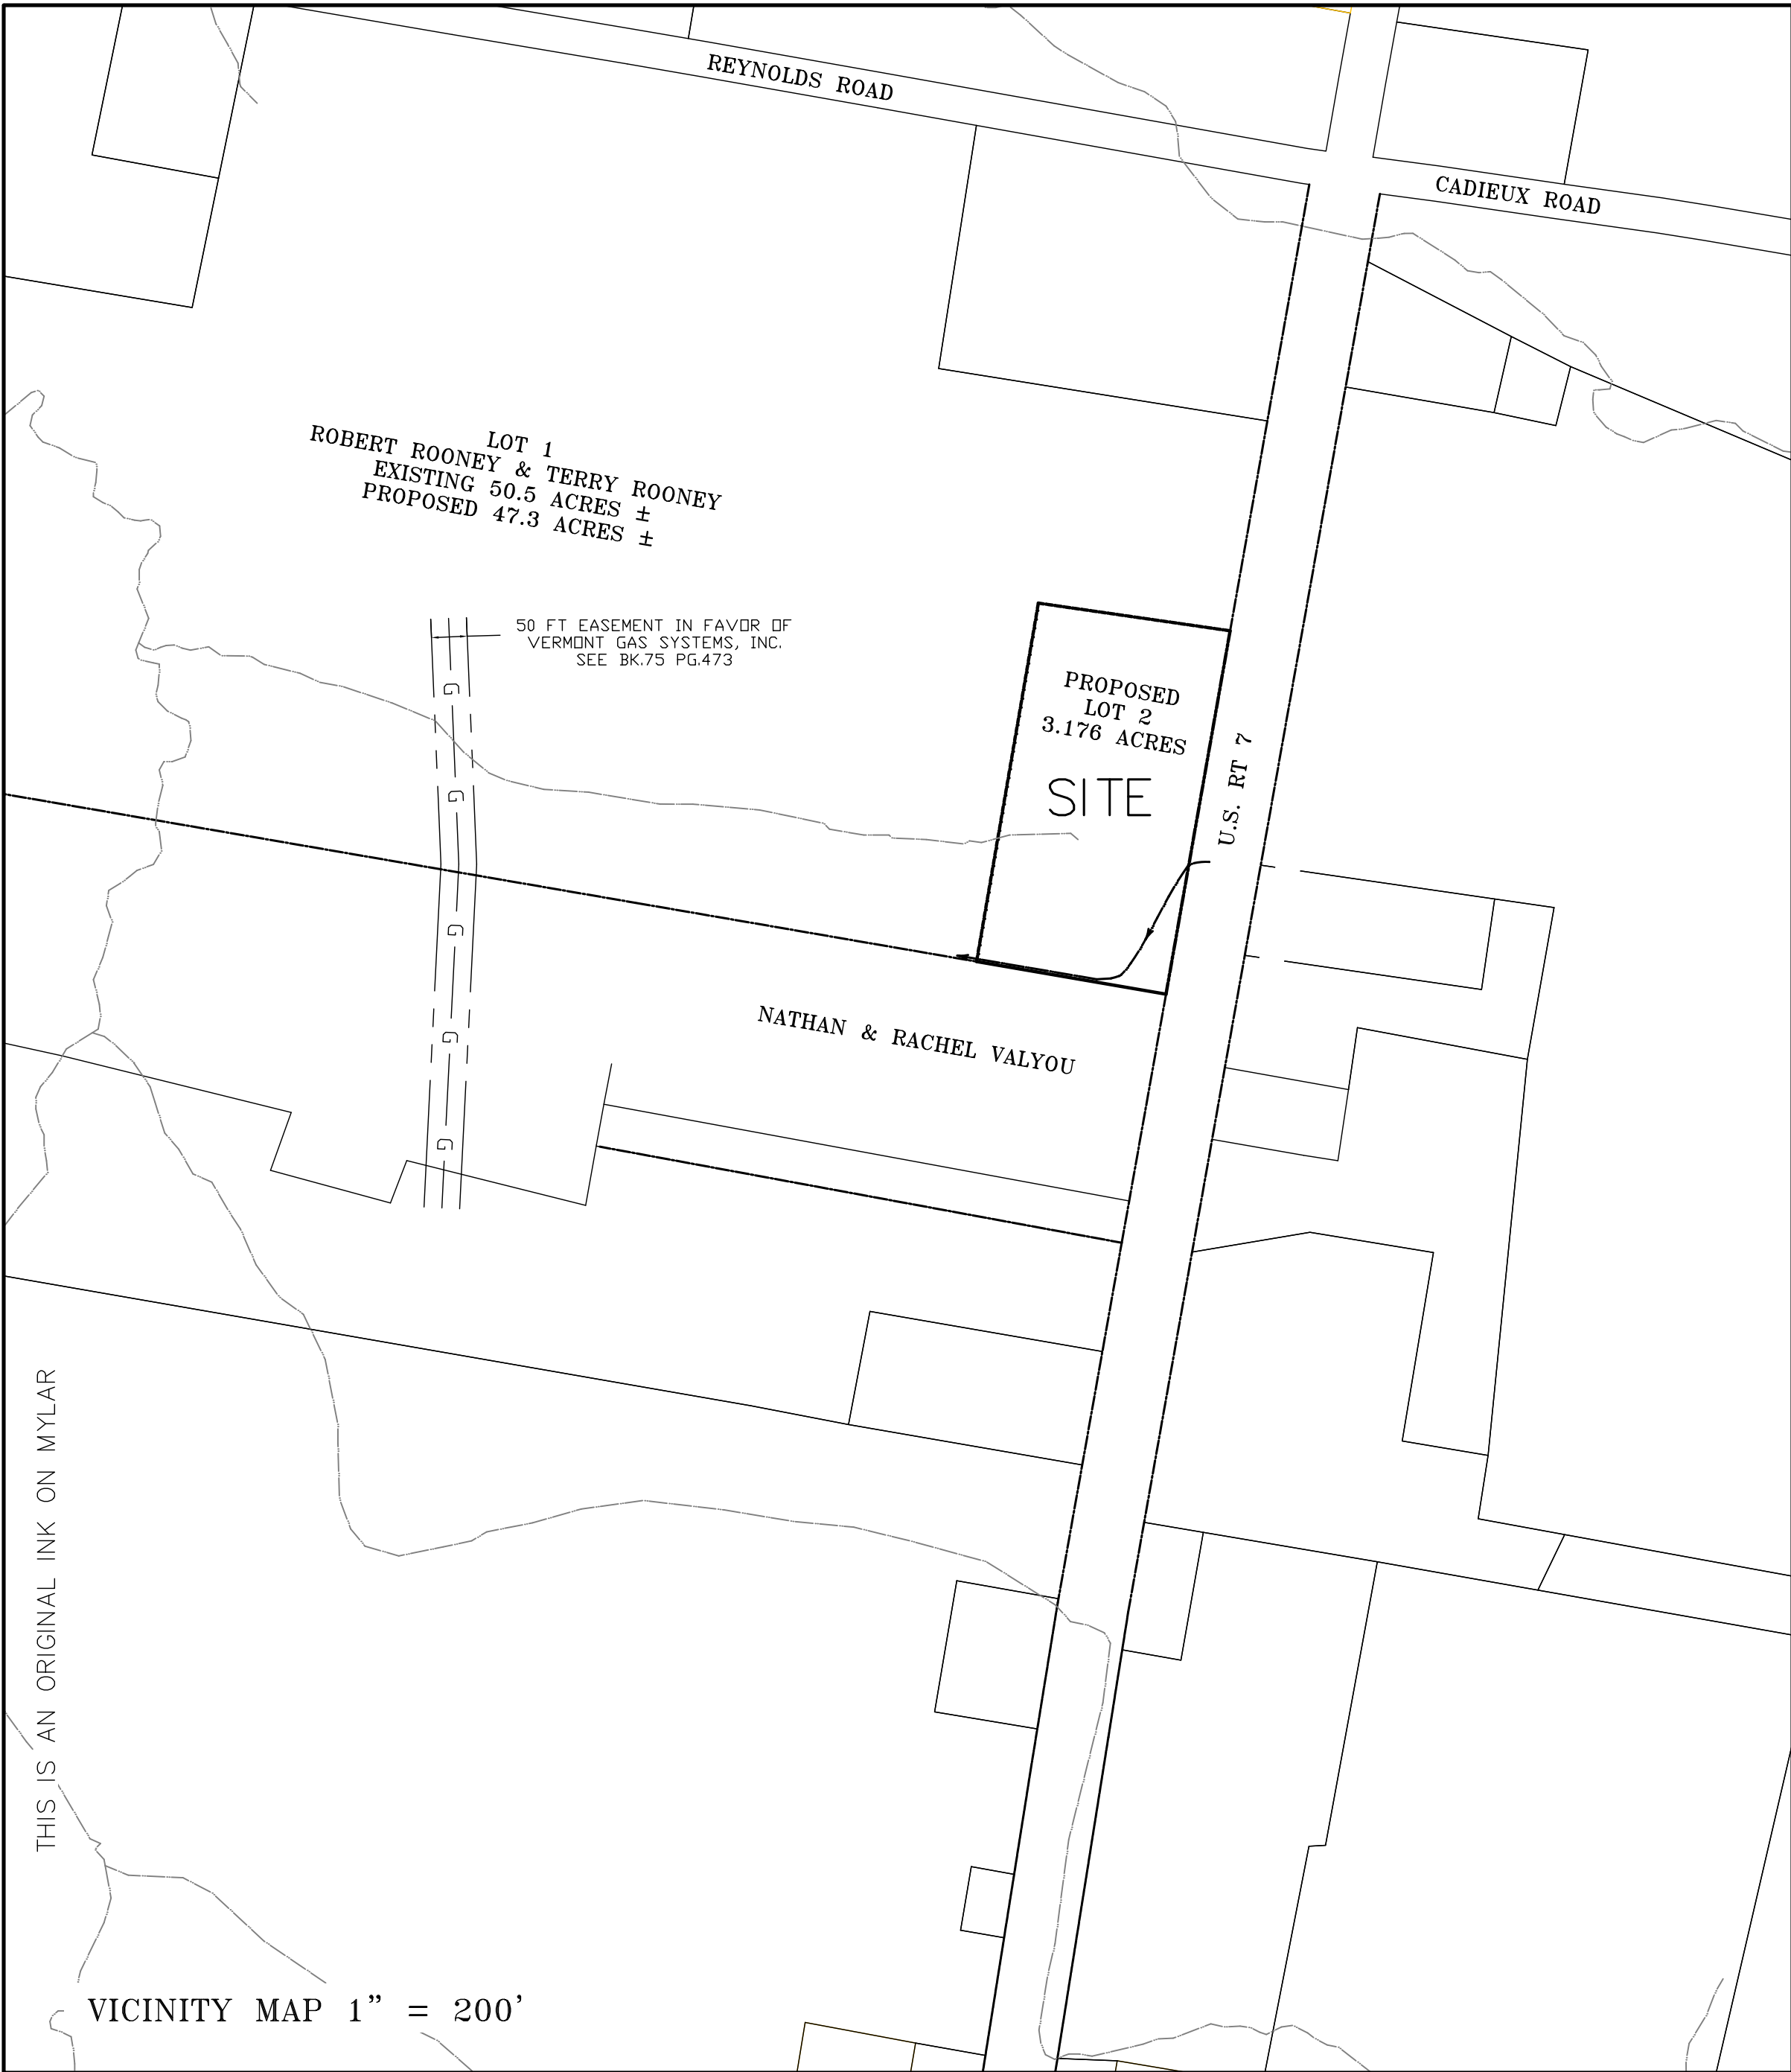 REYNOLDS ROAD
CADIEUX ROAD
LOT 1
ROBERT ROONEY & TERRY ROONEY
EXISTING 50.5 ACRES ±
PROPOSED 47.3 ACRES ±
50 FT EASEMENT IN FAVOR OF
VERMONT GAS SYSTEMS, INC.
SEE BK.75 PG.473
G
G
G
G
G
PROPOSED
LOT 2
3.176 ACRES
SITE
U.S. RT 7
NATHAN & RACHEL VALYOU
THIS IS AN ORIGINAL INK ON MYLAR
VICINITY MAP 1" = 200'